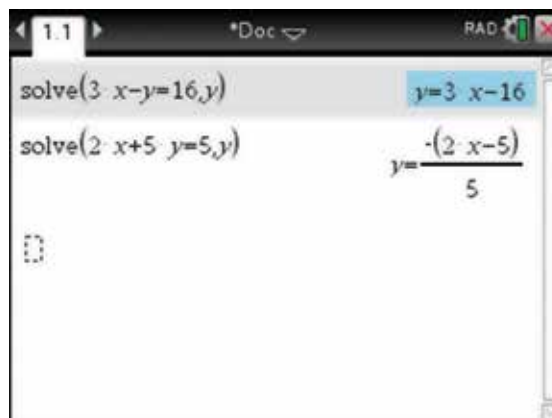 1.1 *Doc RAD
solve(3·x−y=16,y) y=3·x−16
solve(2·x+5·y=5,y) y=-(2·x−5)/5